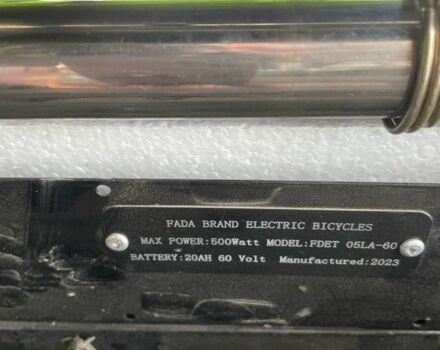 FADA BRAND ELECTRIC BICYCLES
MAX POWER:500Watt MODEL:FDET 05LA-60
BATTERY:20AH 60 Volt Manufactured:2023